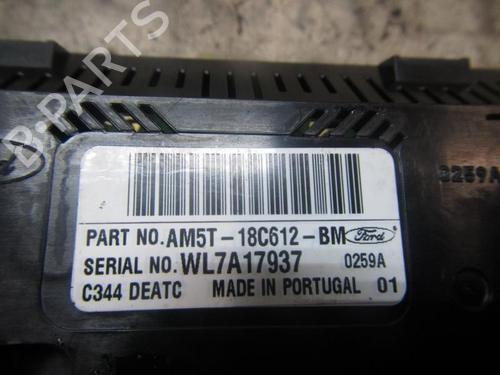 B-PARTS
3259A
PART NO.AM5T-18C612-BM Ford
SERIAL NO.WL7A17937 0259A
C344 DEATC MADE IN PORTUGAL 01